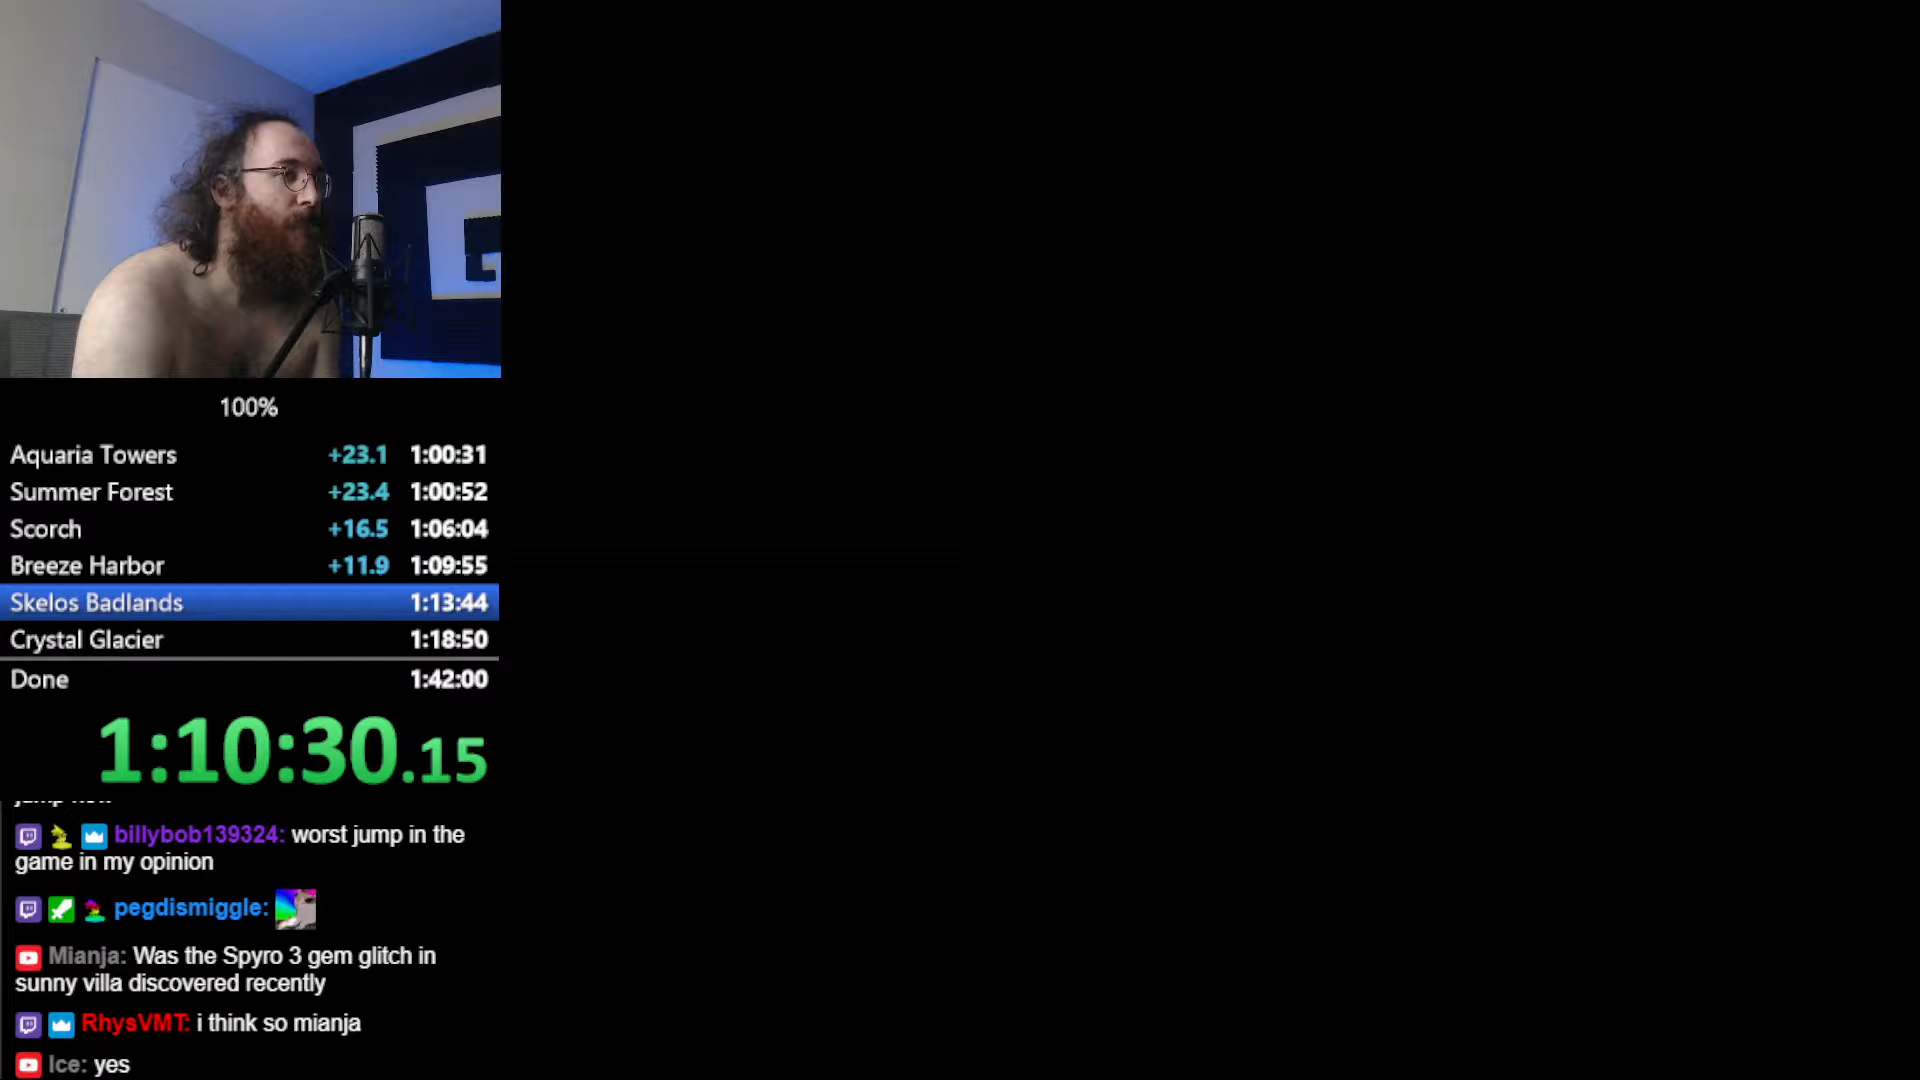 100%
Aquaria Towers +23.1 1:00:31
Summer Forest +23.4 1:00:52
Scorch +16.5 1:06:04
Breeze Harbor +11.9 1:09:55
Skelos Badlands 1:13:44
Crystal Glacier 1:18:50
Done 1:42:00
1:10:30.15
billybob139324: worst jump in the
game in my opinion
pegdismiggle:
Mianja: Was the Spyro 3 gem glitch in
sunny villa discovered recently
RhysVMT: i think so mianja
Ice: yes